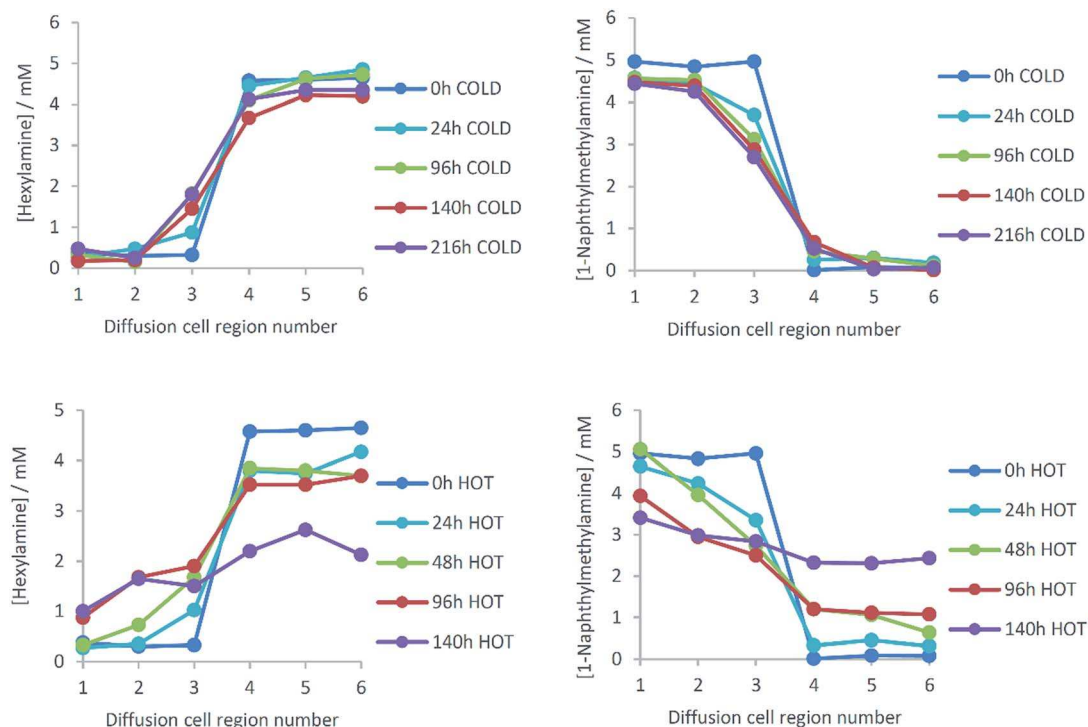 [Hexylamine] / mM
6
5
4
3
2
1
0
1 2 3 4 5 6
Diffusion cell region number
0h COLD
24h COLD
96h COLD
140h COLD
216h COLD
[1-Naphthylmethylamine] / mM
6
5
4
3
2
1
0
1 2 3 4 5 6
Diffusion cell region number
0h COLD
24h COLD
96h COLD
140h COLD
216h COLD
[Hexylamine] / mM
5
4
3
2
1
0
1 2 3 4 5 6
Diffusion cell region number
0h HOT
24h HOT
48h HOT
96h HOT
140h HOT
[1-Naphthylmethylamine] / mM
6
5
4
3
2
1
0
1 2 3 4 5 6
Diffusion cell region number
0h HOT
24h HOT
48h HOT
96h HOT
140h HOT